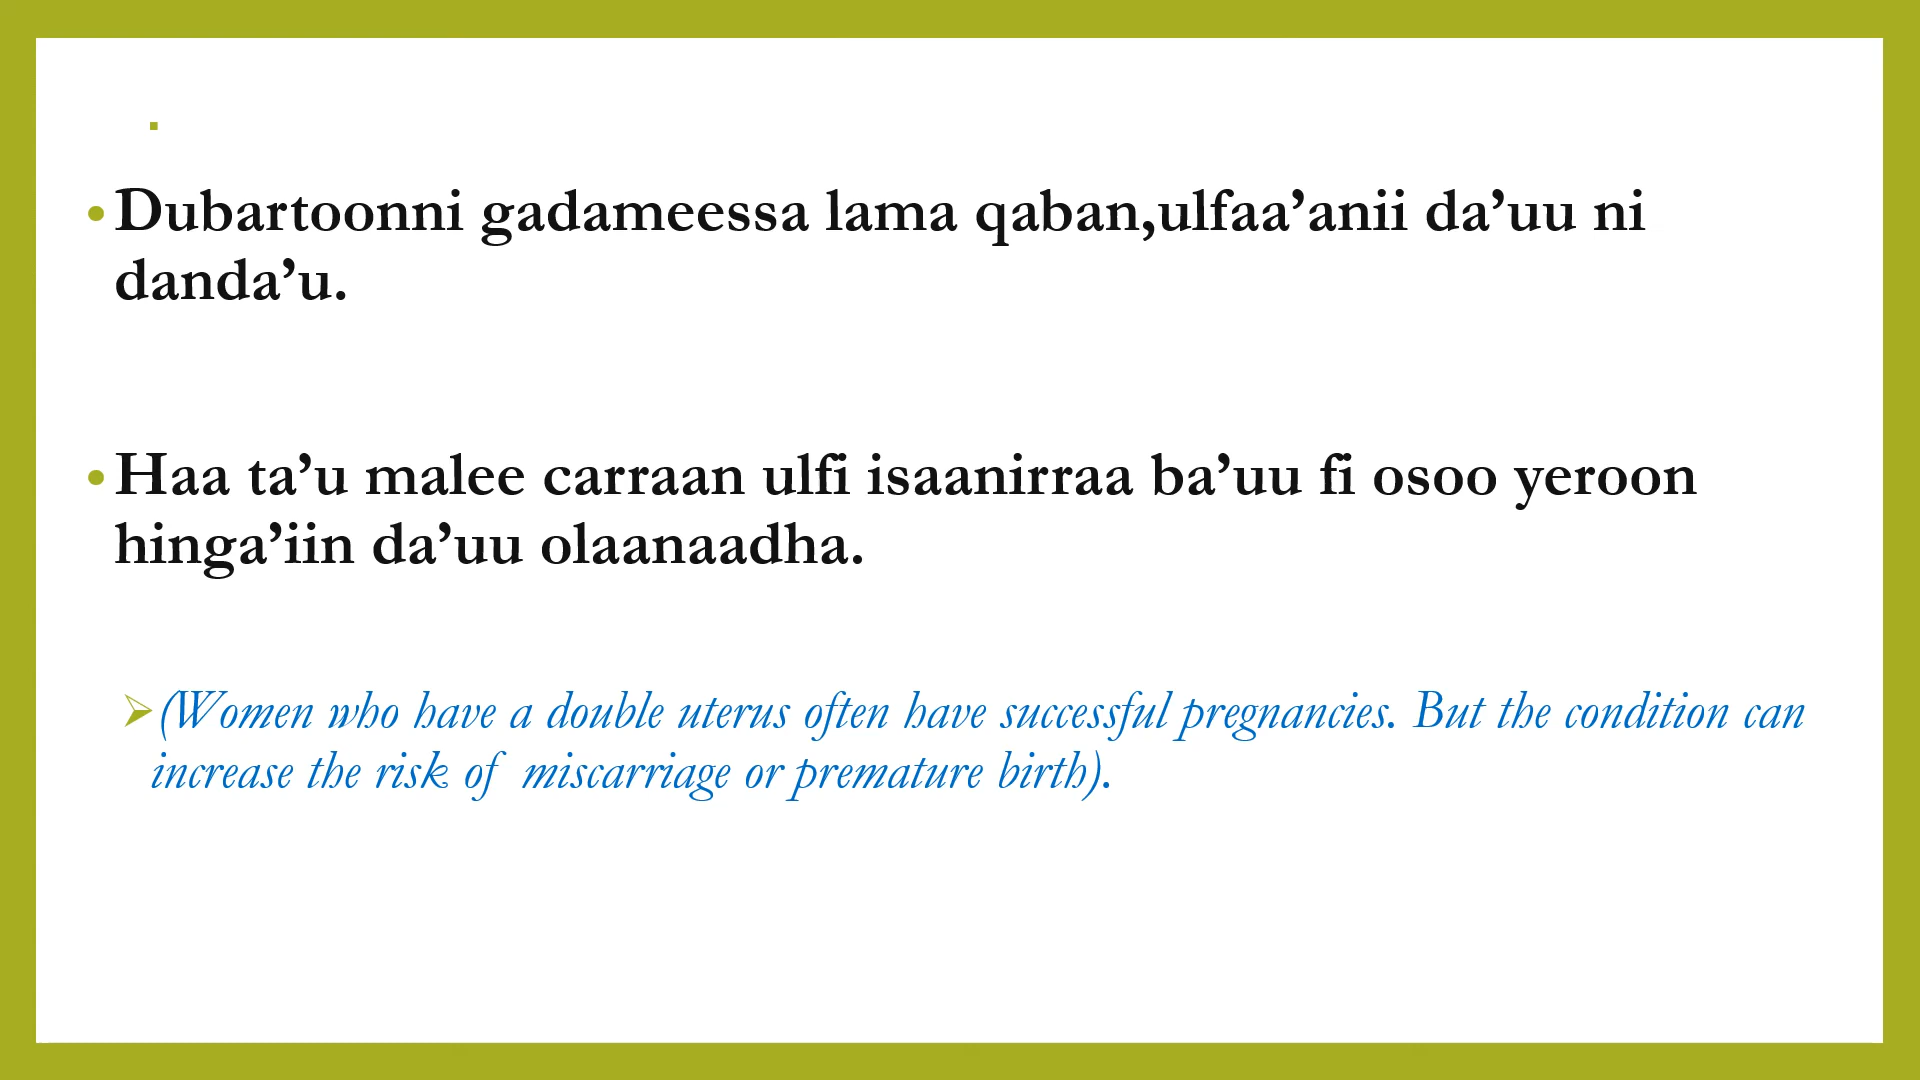 .
• Dubartoonni gadameessa lama qaban,ulfaa’anii da’uu ni
danda’u.
• Haa ta’u malee carraan ulfi isaanirraa ba’uu fi osoo yeroon
hinga’iin da’uu olaanaadha.
➢ (Women who have a double uterus often have successful pregnancies. But the condition can
increase the risk of miscarriage or premature birth).